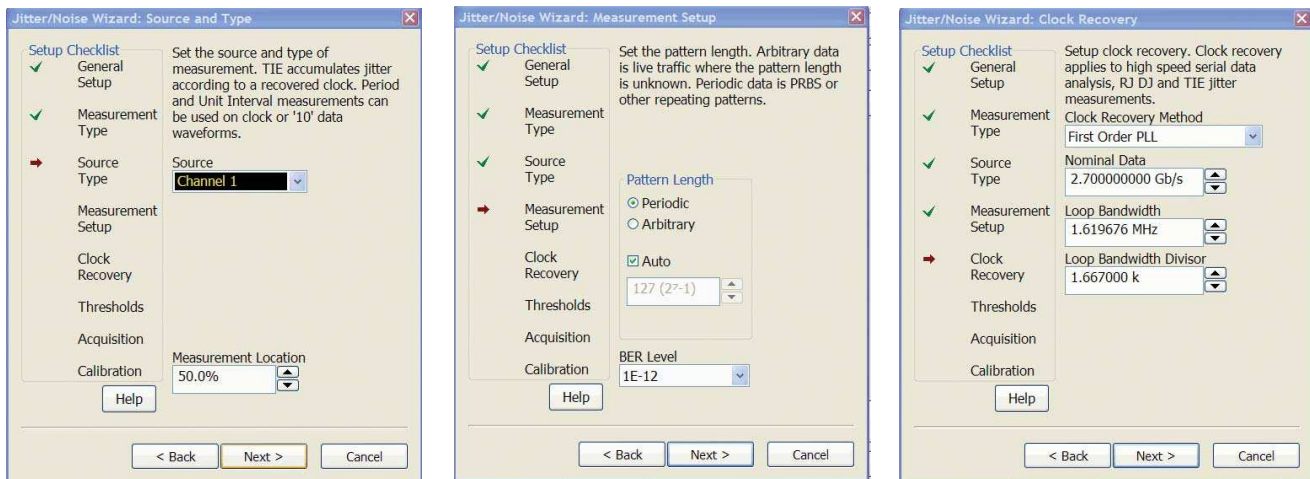 Jitter/Noise Wizard: Source and Type
Setup Checklist
General
Setup
Measurement
Type
Source
Type
Measurement
Setup
Clock
Recovery
Thresholds
Acquisition
Calibration
Help
Set the source and type of
measurement. TIE accumulates jitter
according to a recovered clock. Period
and Unit Interval measurements can
be used on clock or '10' data
waveforms.
Source
Channel 1
Measurement Location
50.0%
< Back
Next >
Cancel
Jitter/Noise Wizard: Measurement Setup
Setup Checklist
General
Setup
Measurement
Type
Source
Type
Measurement
Setup
Clock
Recovery
Thresholds
Acquisition
Calibration
Help
Set the pattern length. Arbitrary data
is live traffic where the pattern length
is unknown. Periodic data is PRBS or
other repeating patterns.
Pattern Length
Periodic
Arbitrary
Auto
127 (2⁷-1)
BER Level
1E-12
< Back
Next >
Cancel
Jitter/Noise Wizard: Clock Recovery
Setup Checklist
General
Setup
Measurement
Type
Source
Type
Measurement
Setup
Clock
Recovery
Thresholds
Acquisition
Calibration
Help
Setup clock recovery. Clock recovery
applies to high speed serial data
analysis, RJ DJ and TIE jitter
measurements.
Clock Recovery Method
First Order PLL
Nominal Data
2.700000000 Gb/s
Loop Bandwidth
1.619676 MHz
Loop Bandwidth Divisor
1.667000 k
< Back
Next >
Cancel